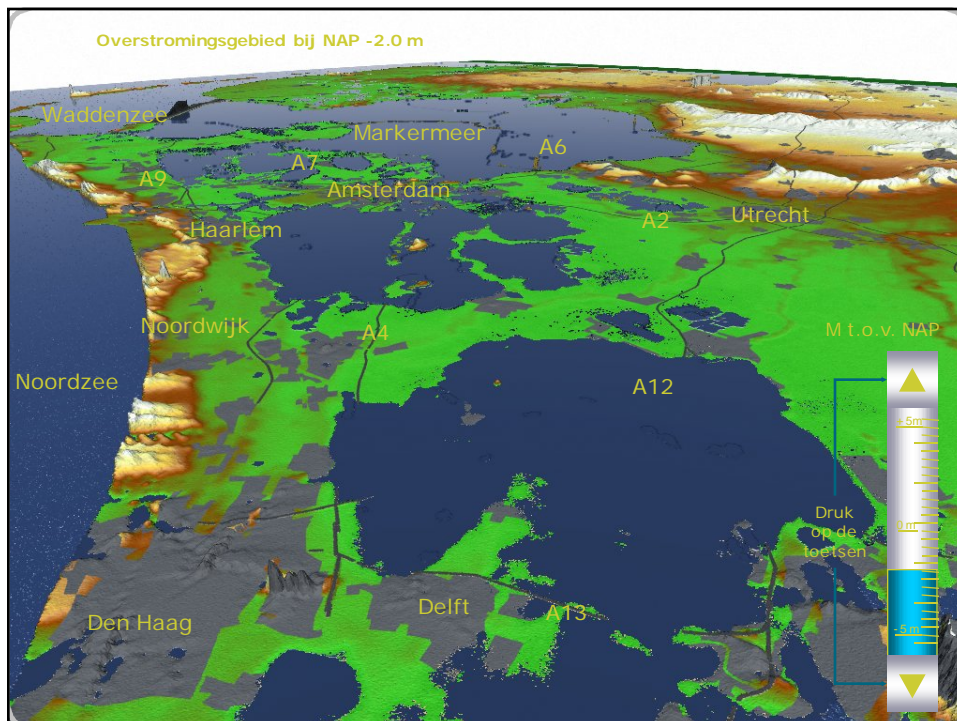 Overstromingsgebied bij NAP -2.0 m
Waddenzee
Markermeer
A7
A6
A9
Amsterdam
A2
Utrecht
Haarlem
Noordwijk
A4
M t.o.v. NAP
Noordzee
A12
+5m
0 m
Druk
op de
toetsen
Den Haag
Delft
A13
-5m